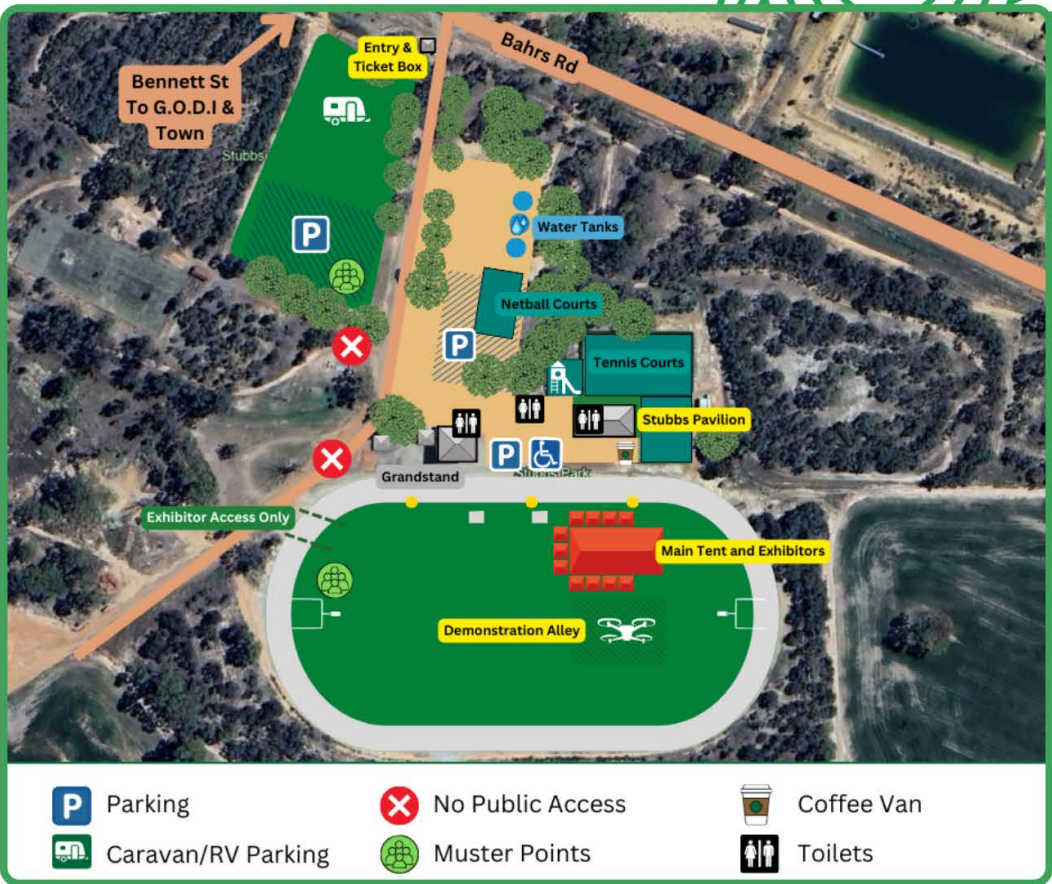 Entry &
Ticket Box
Bahrs Rd
Bennett St
To G.O.D.I &
Town
Stubbs
P
Water Tanks
Netball Courts
P
Tennis Courts
Stubbs Pavilion
P
Grandstand
Stubbs Park
Exhibitor Access Only
Main Tent and Exhibitors
Demonstration Alley
P Parking
No Public Access
Coffee Van
Caravan/RV Parking
Muster Points
Toilets